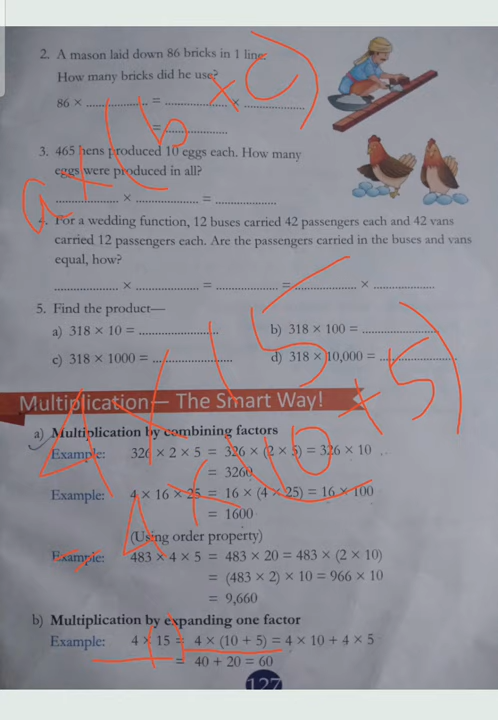 2. A mason laid down 86 bricks in 1 line.
How many bricks did he use?
86 × .................. = .................. × ..................
= ..................
3. 465 hens produced 10 eggs each. How many
eggs were produced in all?
.................. × .................. = ..................
4. For a wedding function, 12 buses carried 42 passengers each and 42 vans
carried 12 passengers each. Are the passengers carried in the buses and vans
equal, how?
.................. × .................. = .................. = .................. × ..................
5. Find the product—
a) 318 × 10 = .................. b) 318 × 100 = ..................
c) 318 × 1000 = .................. d) 318 × 10,000 = ..................
Multiplication— The Smart Way!
a) Multiplication by combining factors
Example: 326 × 2 × 5 = 326 × (2 × 5) = 326 × 10
= 3260
Example: 4 × 16 × 25 = 16 × (4 × 25) = 16 × 100
= 1600
(Using order property)
Example: 483 × 4 × 5 = 483 × 20 = 483 × (2 × 10)
= (483 × 2) × 10 = 966 × 10
= 9,660
b) Multiplication by expanding one factor
Example: 4 × 15 = 4 × (10 + 5) = 4 × 10 + 4 × 5
= 40 + 20 = 60
127
a × (b + c)
4 × 15
= 4 × (10 + 5)